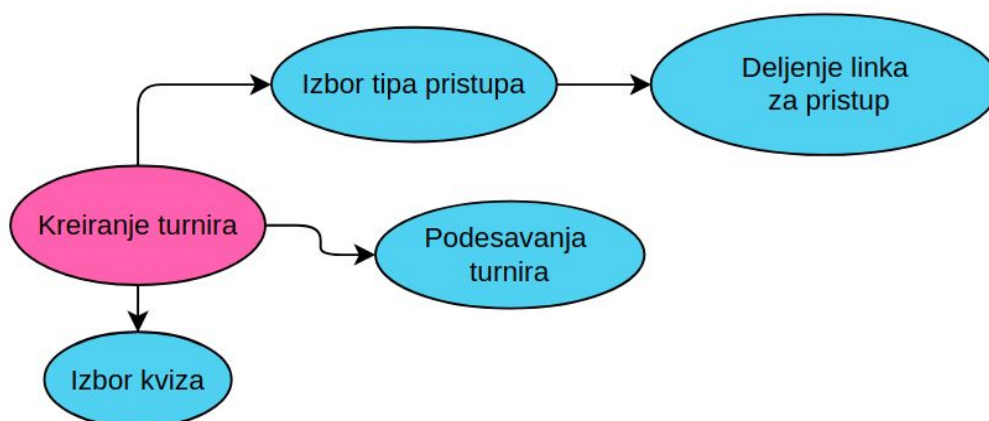 Izbor tipa pristupa
Deljenje linka
za pristup
Kreiranje turnira
Podesavanja
turnira
Izbor kviza